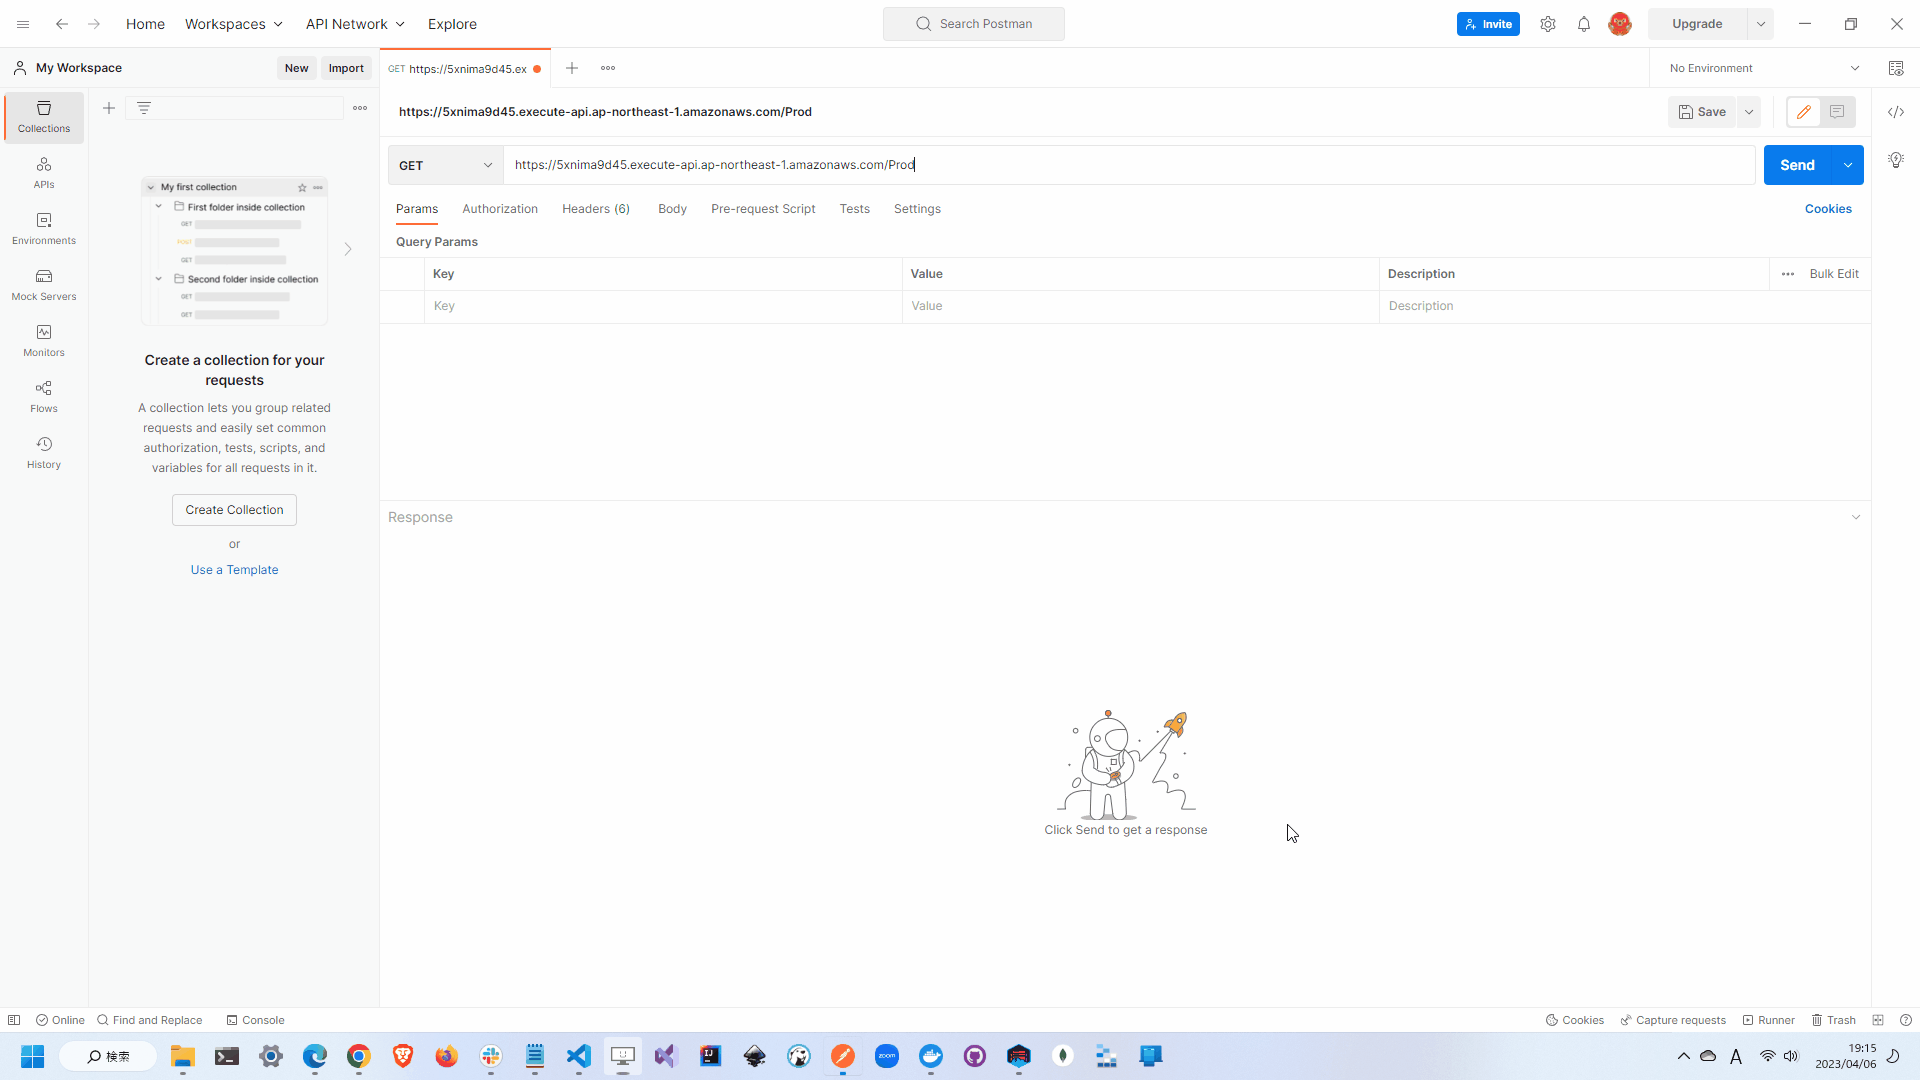 Home
Workspaces
API Network
Explore
Search Postman
Invite
Upgrade
My Workspace
New
Import
GET https://5xnima9d45.ex
No Environment
Collections
APIs
Environments
Mock Servers
Monitors
Flows
History
My first collection
First folder inside collection
GET
POST
GET
Second folder inside collection
GET
GET
Create a collection for your
requests
A collection lets you group related
requests and easily set common
authorization, tests, scripts, and
variables for all requests in it.
Create Collection
or
Use a Template
https://5xnima9d45.execute-api.ap-northeast-1.amazonaws.com/Prod
Save
GET
https://5xnima9d45.execute-api.ap-northeast-1.amazonaws.com/Prod
Send
Params
Authorization
Headers (6)
Body
Pre-request Script
Tests
Settings
Cookies
Query Params
Key
Value
Description
Bulk Edit
Key
Value
Description
Response
Click Send to get a response
Online
Find and Replace
Console
Cookies
Capture requests
Runner
Trash
検索
zoom
IJ
A
19:15
2023/04/06